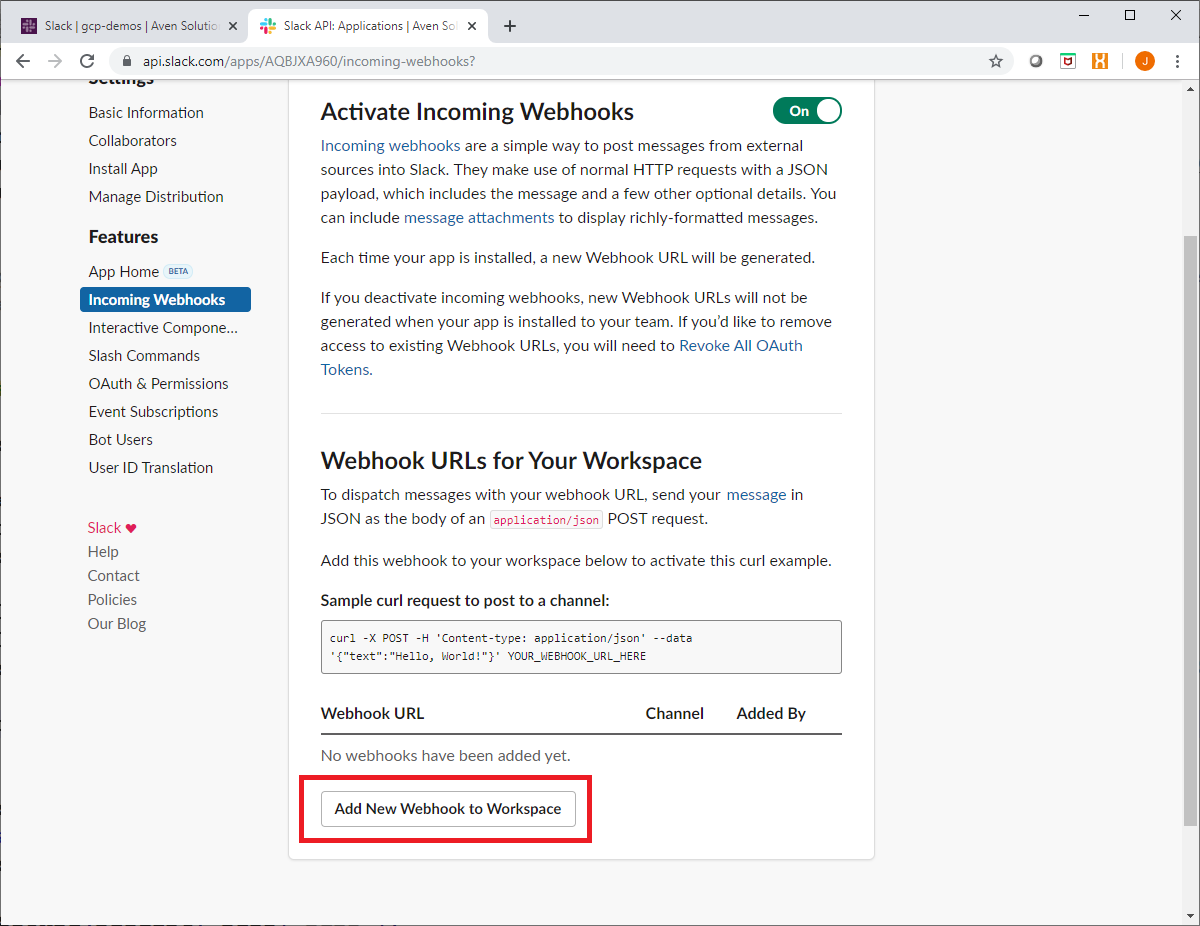 Slack | gcp-demos | Aven Solutio
Slack API: Applications | Aven So
api.slack.com/apps/AQBJXA960/incoming-webhooks?
J
Settings
Basic Information
Collaborators
Install App
Manage Distribution
Features
App Home BETA
Incoming Webhooks
Interactive Compone...
Slash Commands
OAuth & Permissions
Event Subscriptions
Bot Users
User ID Translation
Slack ♥
Help
Contact
Policies
Our Blog
Activate Incoming Webhooks
On
Incoming webhooks are a simple way to post messages from external
sources into Slack. They make use of normal HTTP requests with a JSON
payload, which includes the message and a few other optional details. You
can include message attachments to display richly-formatted messages.
Each time your app is installed, a new Webhook URL will be generated.
If you deactivate incoming webhooks, new Webhook URLs will not be
generated when your app is installed to your team. If you’d like to remove
access to existing Webhook URLs, you will need to Revoke All OAuth
Tokens.
Webhook URLs for Your Workspace
To dispatch messages with your webhook URL, send your message in
JSON as the body of an application/json POST request.
Add this webhook to your workspace below to activate this curl example.
Sample curl request to post to a channel:
curl -X POST -H 'Content-type: application/json' --data
'{"text":"Hello, World!"}' YOUR_WEBHOOK_URL_HERE
Webhook URL Channel Added By
No webhooks have been added yet.
Add New Webhook to Workspace